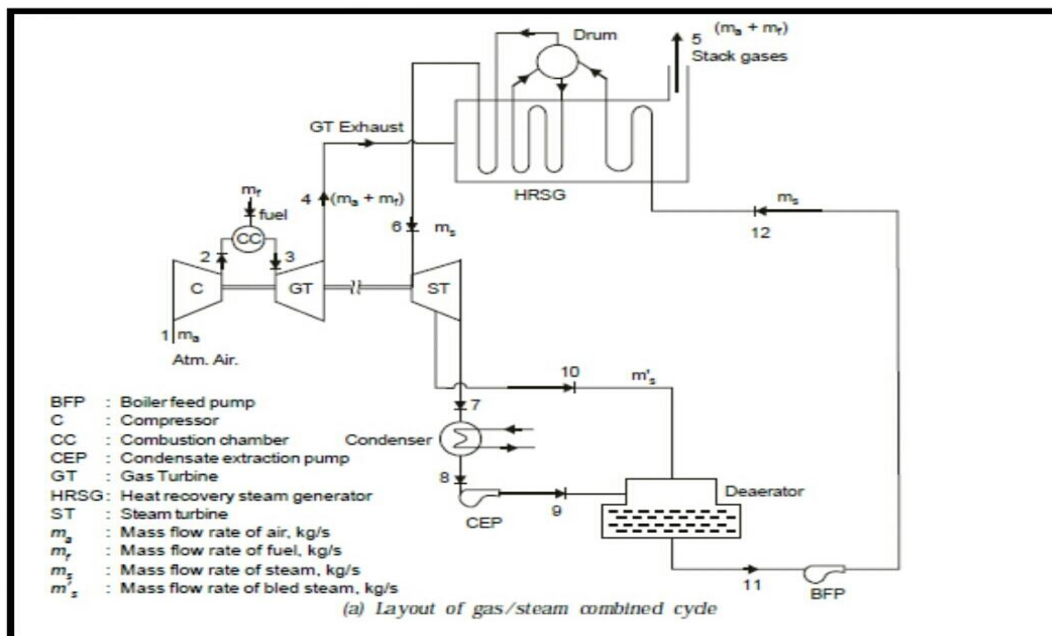 Drum
5
(ma + mf)
Stack gases
GT Exhaust
HRSG
mf
fuel
CC
4
(ma + mf)
6
ms
ms
12
2
3
C
GT
ST
1
ma
Atm. Air.
10
m's
7
Condenser
8
CEP
9
Deaerator
11
BFP
BFP : Boiler feed pump
C : Compressor
CC : Combustion chamber
CEP : Condensate extraction pump
GT : Gas Turbine
HRSG : Heat recovery steam generator
ST : Steam turbine
ma : Mass flow rate of air, kg/s
mf : Mass flow rate of fuel, kg/s
ms : Mass flow rate of steam, kg/s
m's : Mass flow rate of bled steam, kg/s
(a) Layout of gas/steam combined cycle